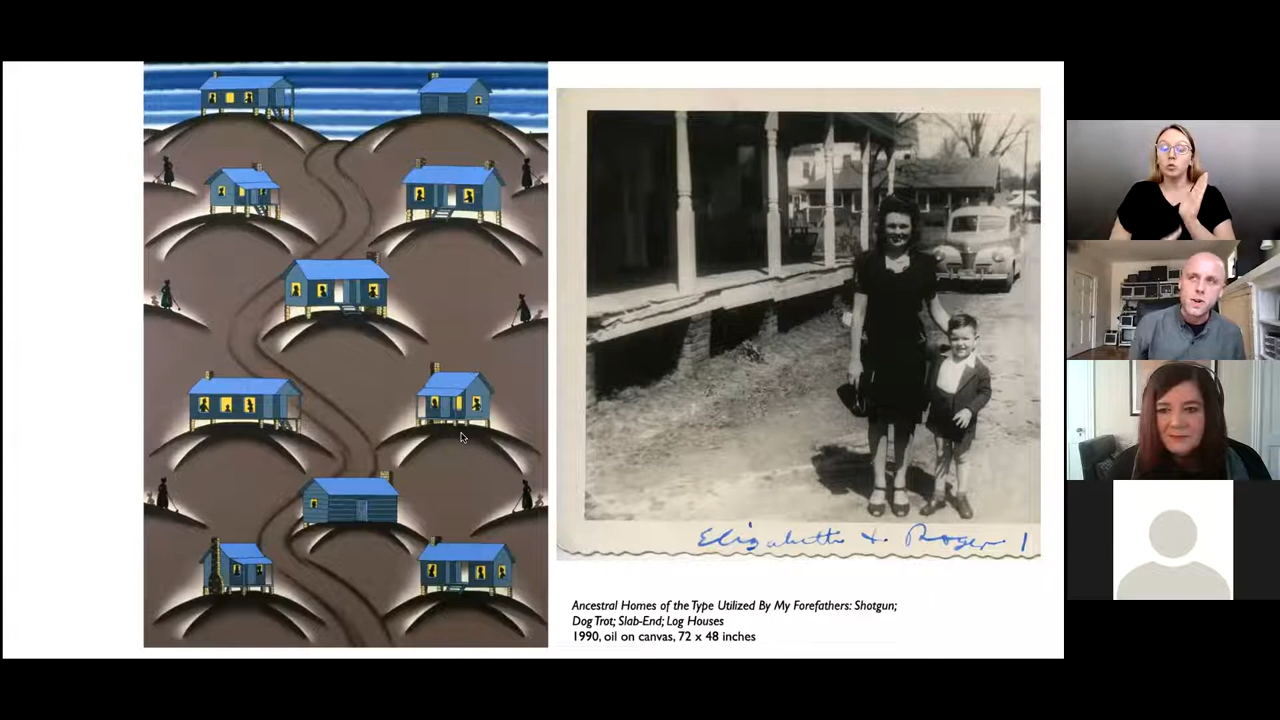 Elizabeth & Roger
Ancestral Homes of the Type Utilized By My Forefathers: Shotgun;
Dog Trot; Slab-End; Log Houses
1990, oil on canvas, 72 x 48 inches